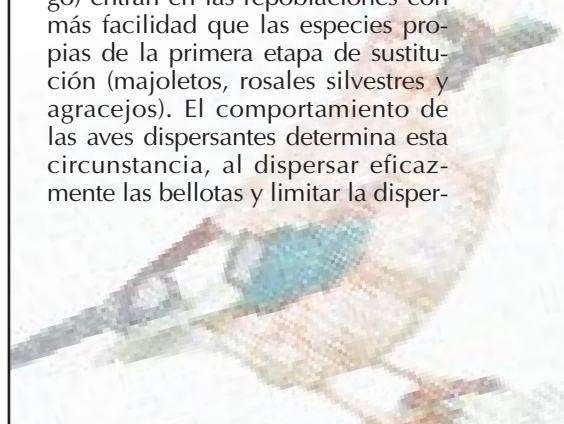 go) entran en las repoblaciones con
más facilidad que las especies pro-
pias de la primera etapa de sustitu-
ción (majoletos, rosales silvestres y
agracejos). El comportamiento de
las aves dispersantes determina esta
circunstancia, al dispersar eficaz-
mente las bellotas y limitar la disper-